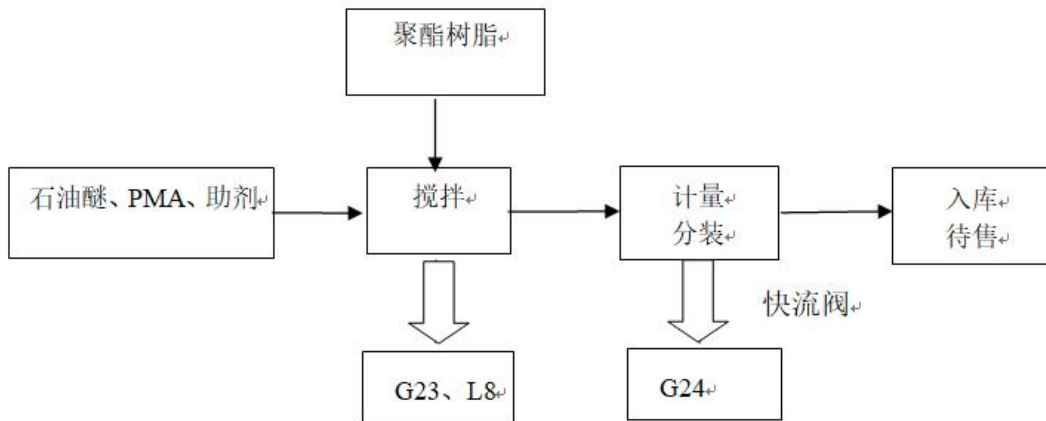 聚酯树脂
石油醚、PMA、助剂
搅拌
计量
分装
入库
待售
快流阀
G23、L8
G24